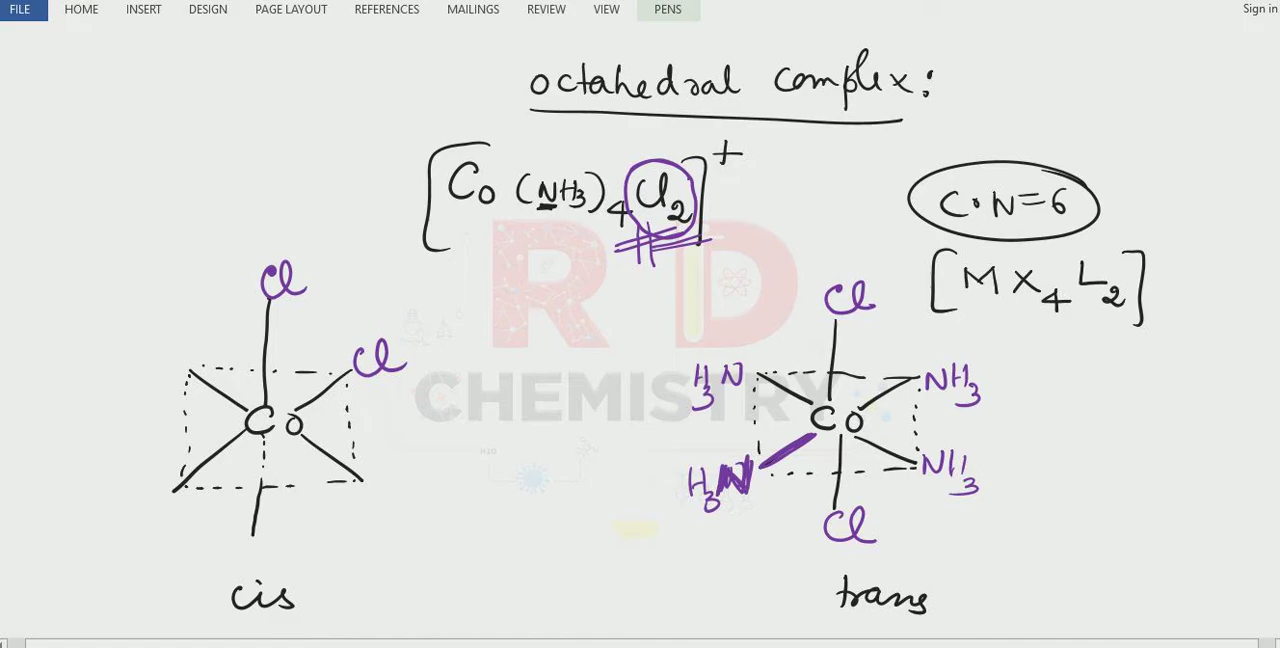 FILE HOME INSERT DESIGN PAGE LAYOUT REFERENCES MAILINGS REVIEW VIEW PENS Sign in
octahedral complex:
[Co(NH3)4Cl2]+
C.N=6
[MX4L2]
RD
CHEMISTRY
Cl
Cl
Co
Cl
H3N
NH3
Co
H3N
NH3
Cl
cis
trans
H2O